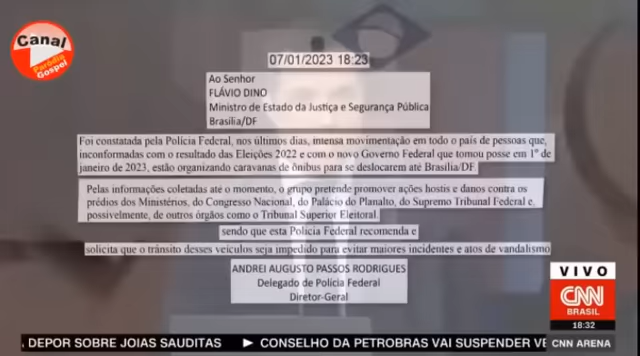 Canal
Paródia
Gospel
07/01/2023 18:23
Ao Senhor
FLÁVIO DINO
Ministro de Estado da Justiça e Segurança Pública
Brasilia/DF
Foi constatada pela Polícia Federal, nos últimos dias, intensa movimentação em todo o país de pessoas que,
inconformadas com o resultado das Eleições 2022 e com o novo Governo Federal que tomou posse em 1º de
janeiro de 2023, estão organizando caravanas de ônibus para se deslocarem até Brasília/DF.
Pelas informações coletadas até o momento, o grupo pretende promover ações hostis e danos contra os
prédios dos Ministérios, do Congresso Nacional, do Palácio do Planalto, do Supremo Tribunal Federal e,
possivelmente, de outros órgãos como o Tribunal Superior Eleitoral.
sendo que esta Polícia Federal recomenda e
solicita que o trânsito desses veículos seja impedido para evitar maiores incidentes e atos de vandalismo
ANDREI AUGUSTO PASSOS RODRIGUES
Delegado de Polícia Federal
Diretor-Geral
VIVO
CNN
BRASIL
18:32
DEPOR SOBRE JOIAS SAUDITAS ▶ CONSELHO DA PETROBRAS VAI SUSPENDER VE
CNN ARENA